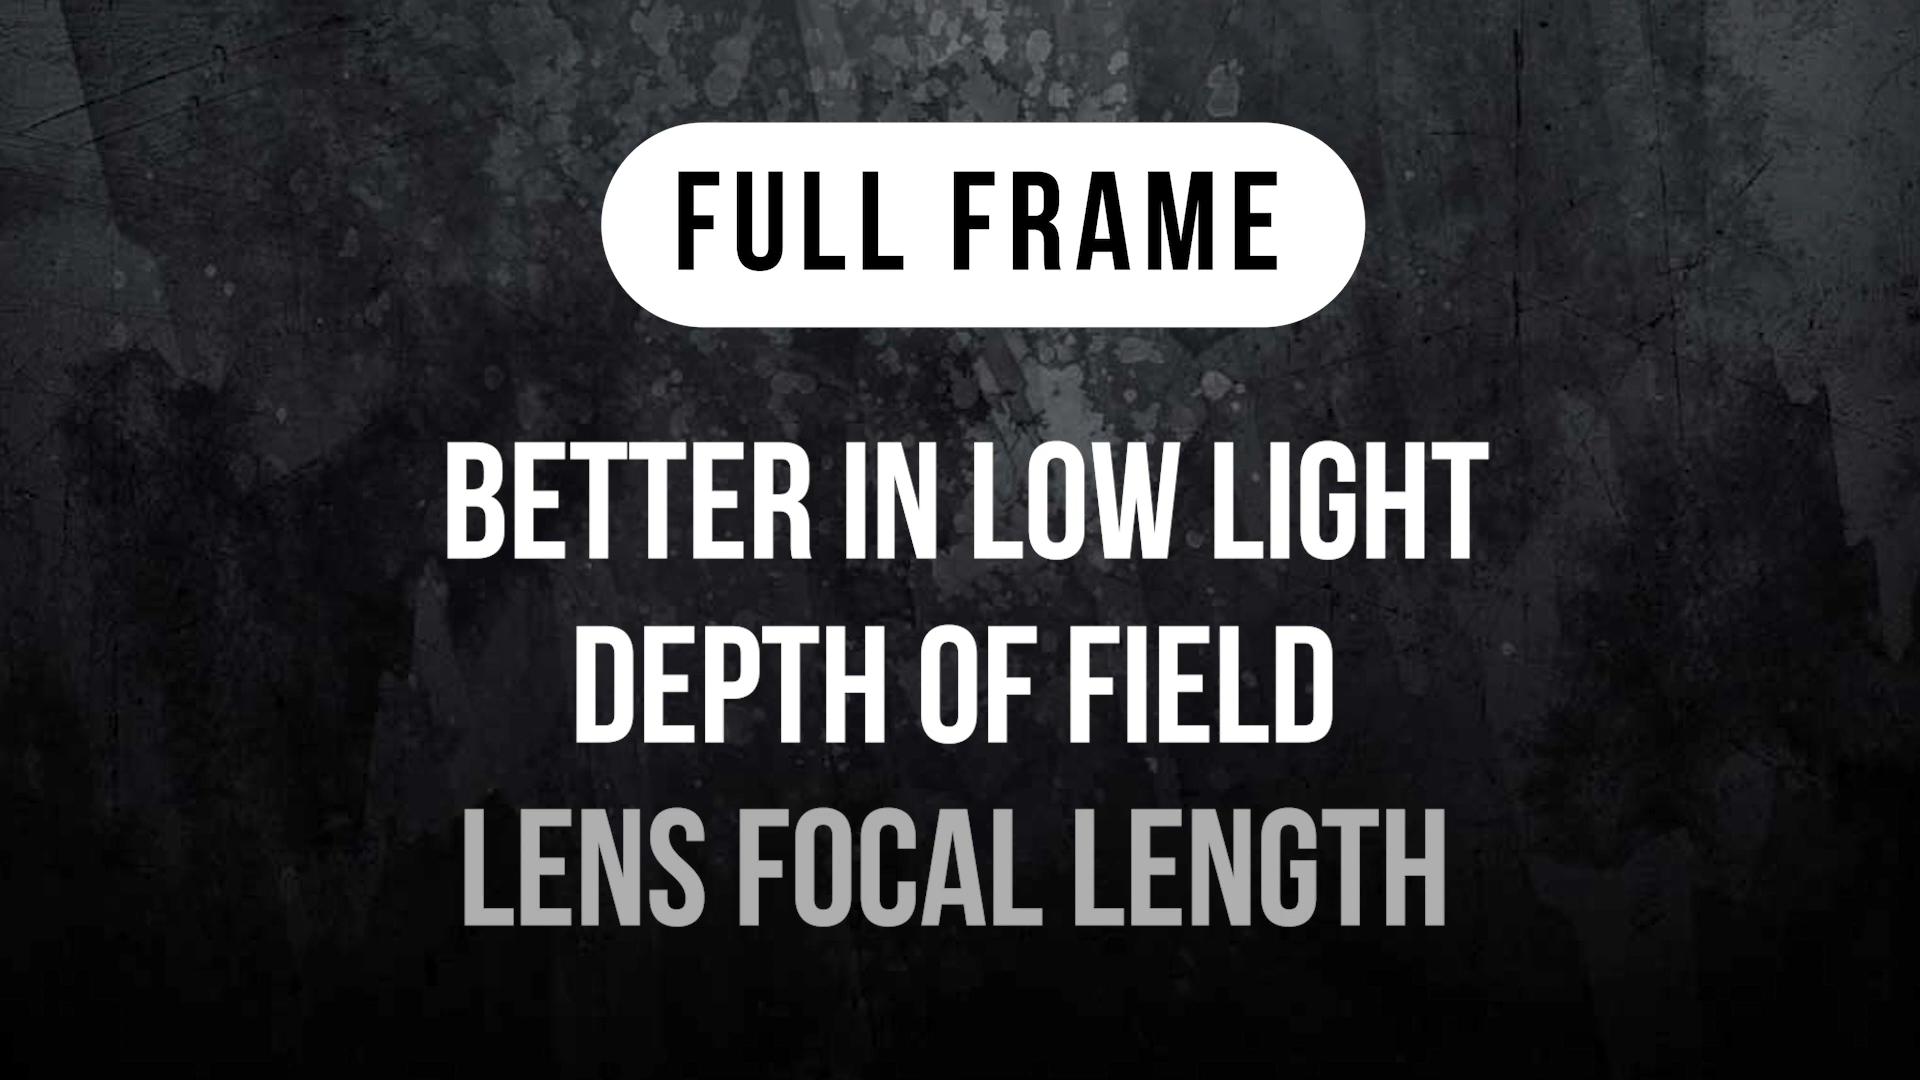 FULL FRAME
BETTER IN LOW LIGHT
DEPTH OF FIELD
LENS FOCAL LENGTH